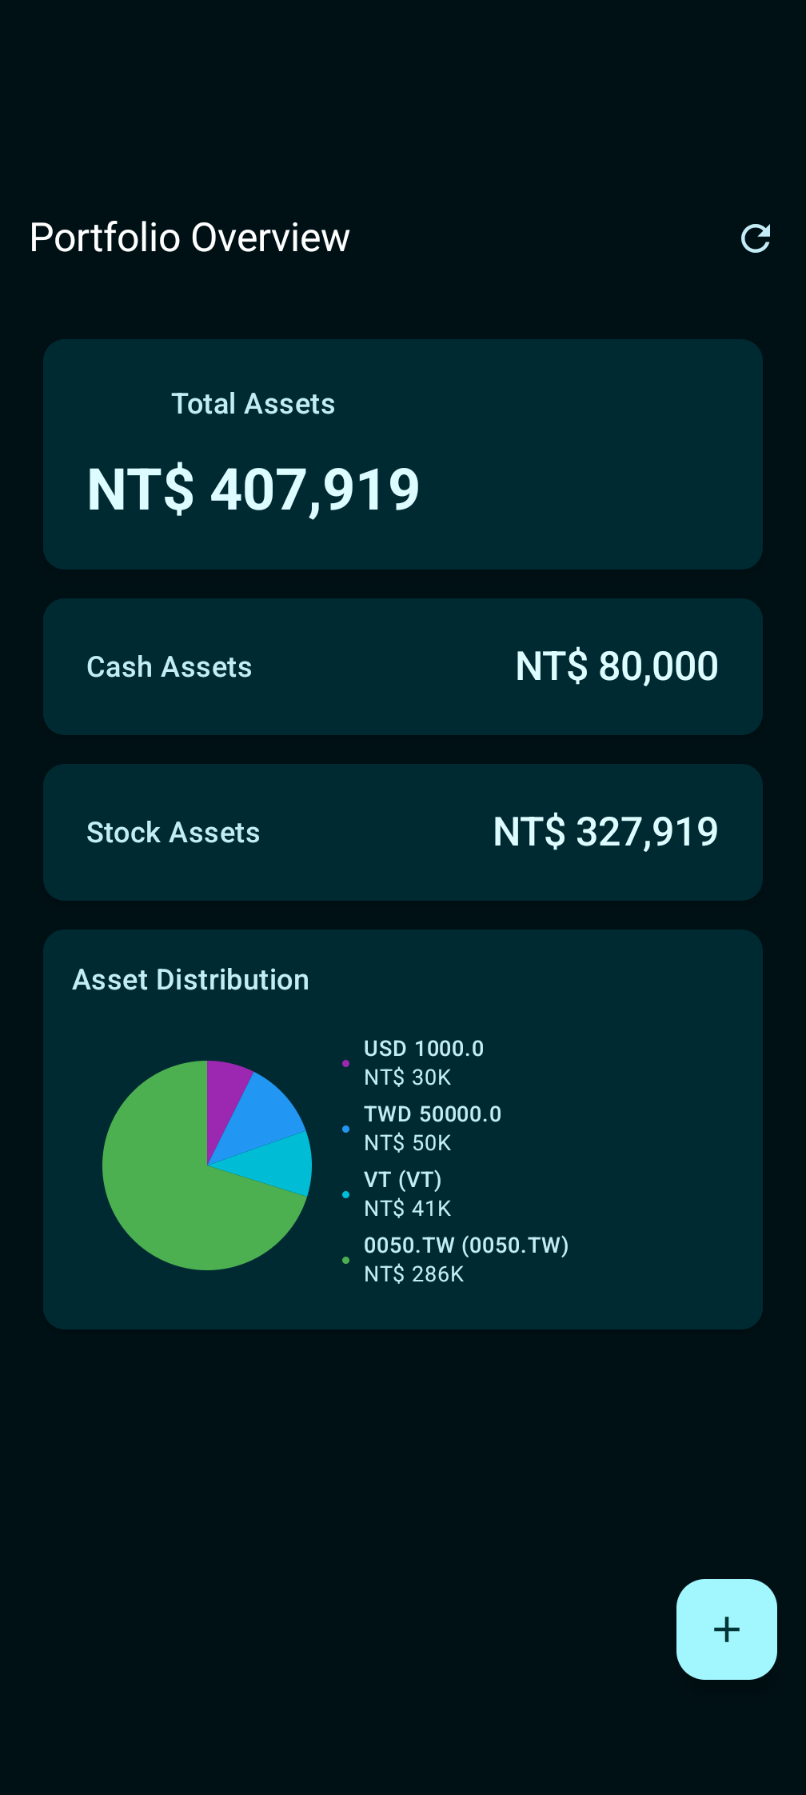 Portfolio Overview
Total Assets
NT$ 407,919
Cash Assets
NT$ 80,000
Stock Assets
NT$ 327,919
Asset Distribution
USD 1000.0
NT$ 30K
TWD 50000.0
NT$ 50K
VT (VT)
NT$ 41K
0050.TW (0050.TW)
NT$ 286K